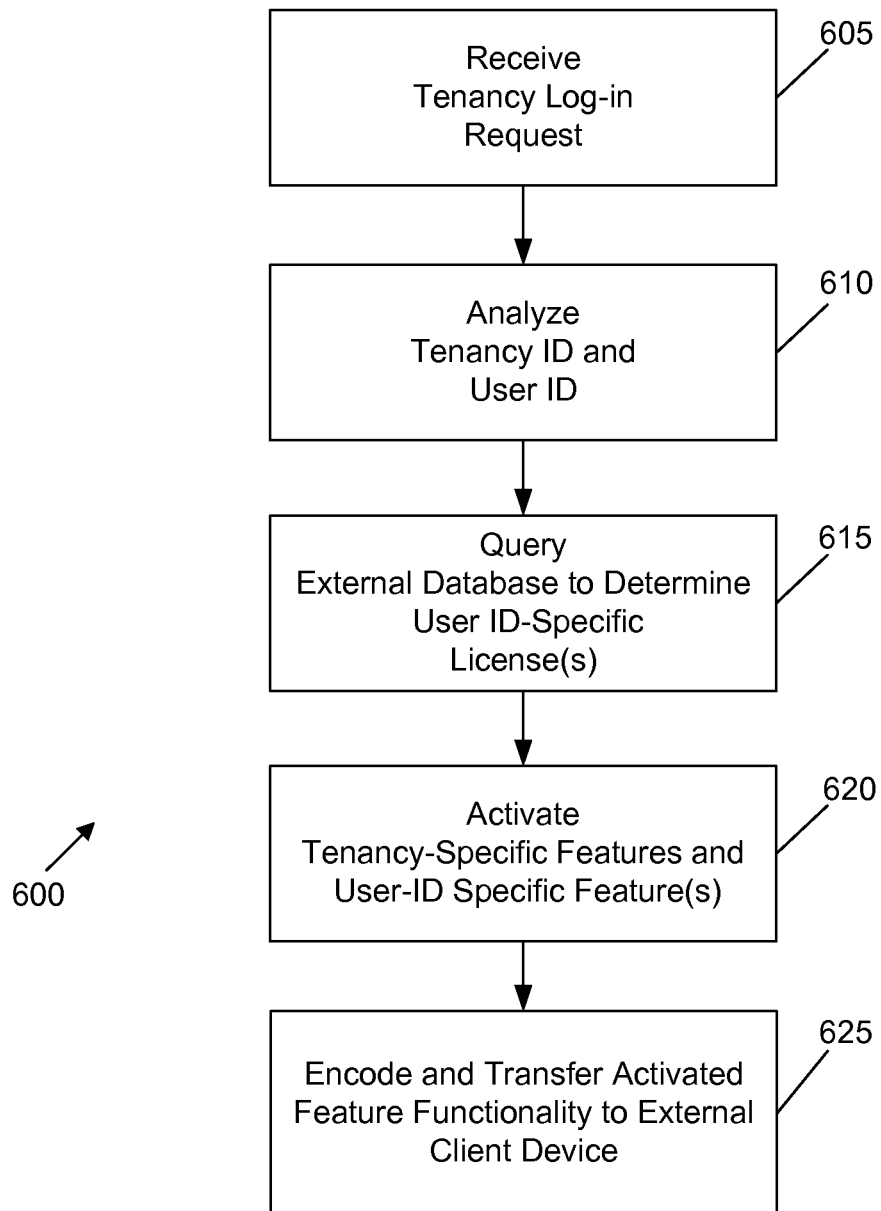 Receive
Tenancy Log-in
Request
605
Analyze
Tenancy ID and
User ID
610
Query
External Database to Determine
User ID-Specific
License(s)
615
Activate
Tenancy-Specific Features and
User-ID Specific Feature(s)
620
600
Encode and Transfer Activated
Feature Functionality to External
Client Device
625